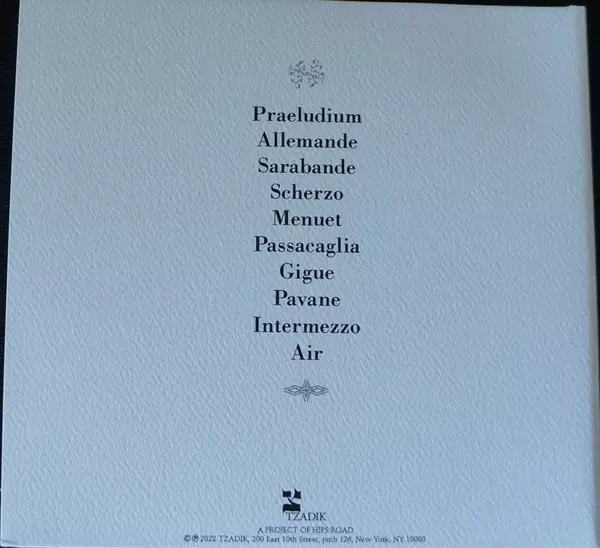 Praeludium
Allemande
Sarabande
Scherzo
Menuet
Passacaglia
Gigue
Pavane
Intermezzo
Air
צ
TZADIK
A PROJECT OF HIPS ROAD
©℗ 2022 TZADIK, 200 East 10th Street, pmb 126, New York, NY 10003